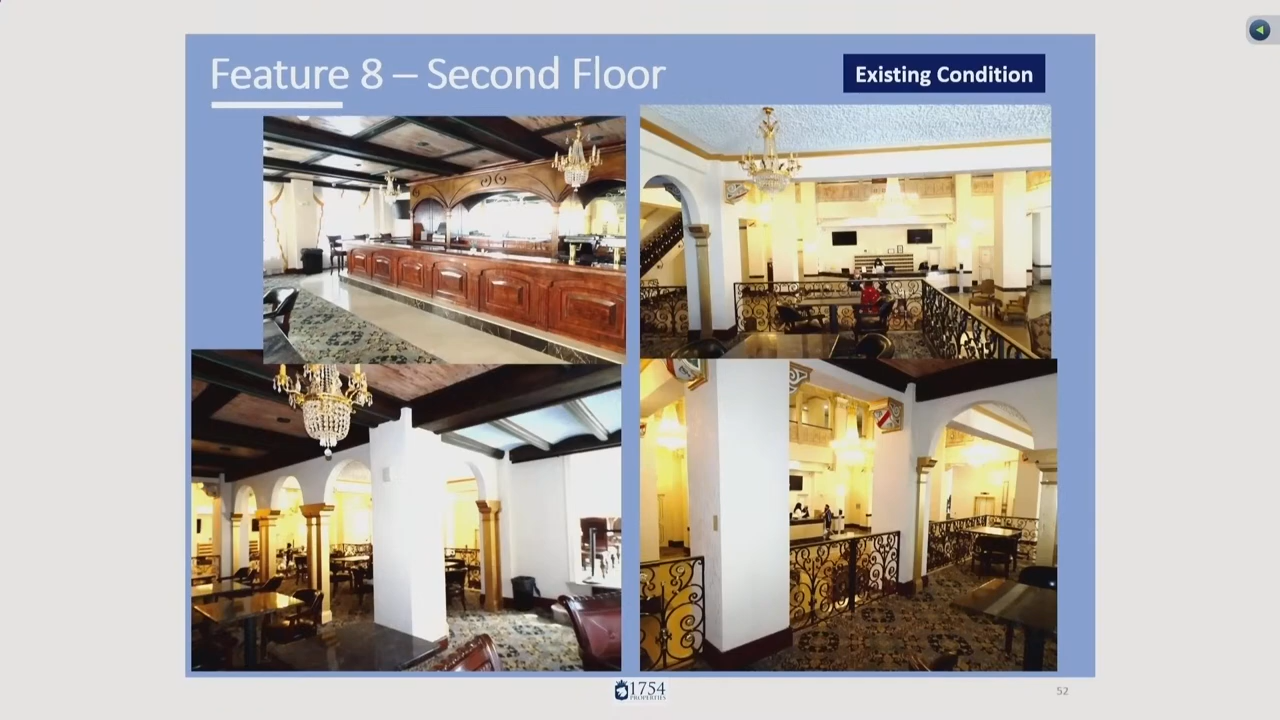 Feature 8 – Second Floor
Existing Condition
1754
PROPERTIES
52